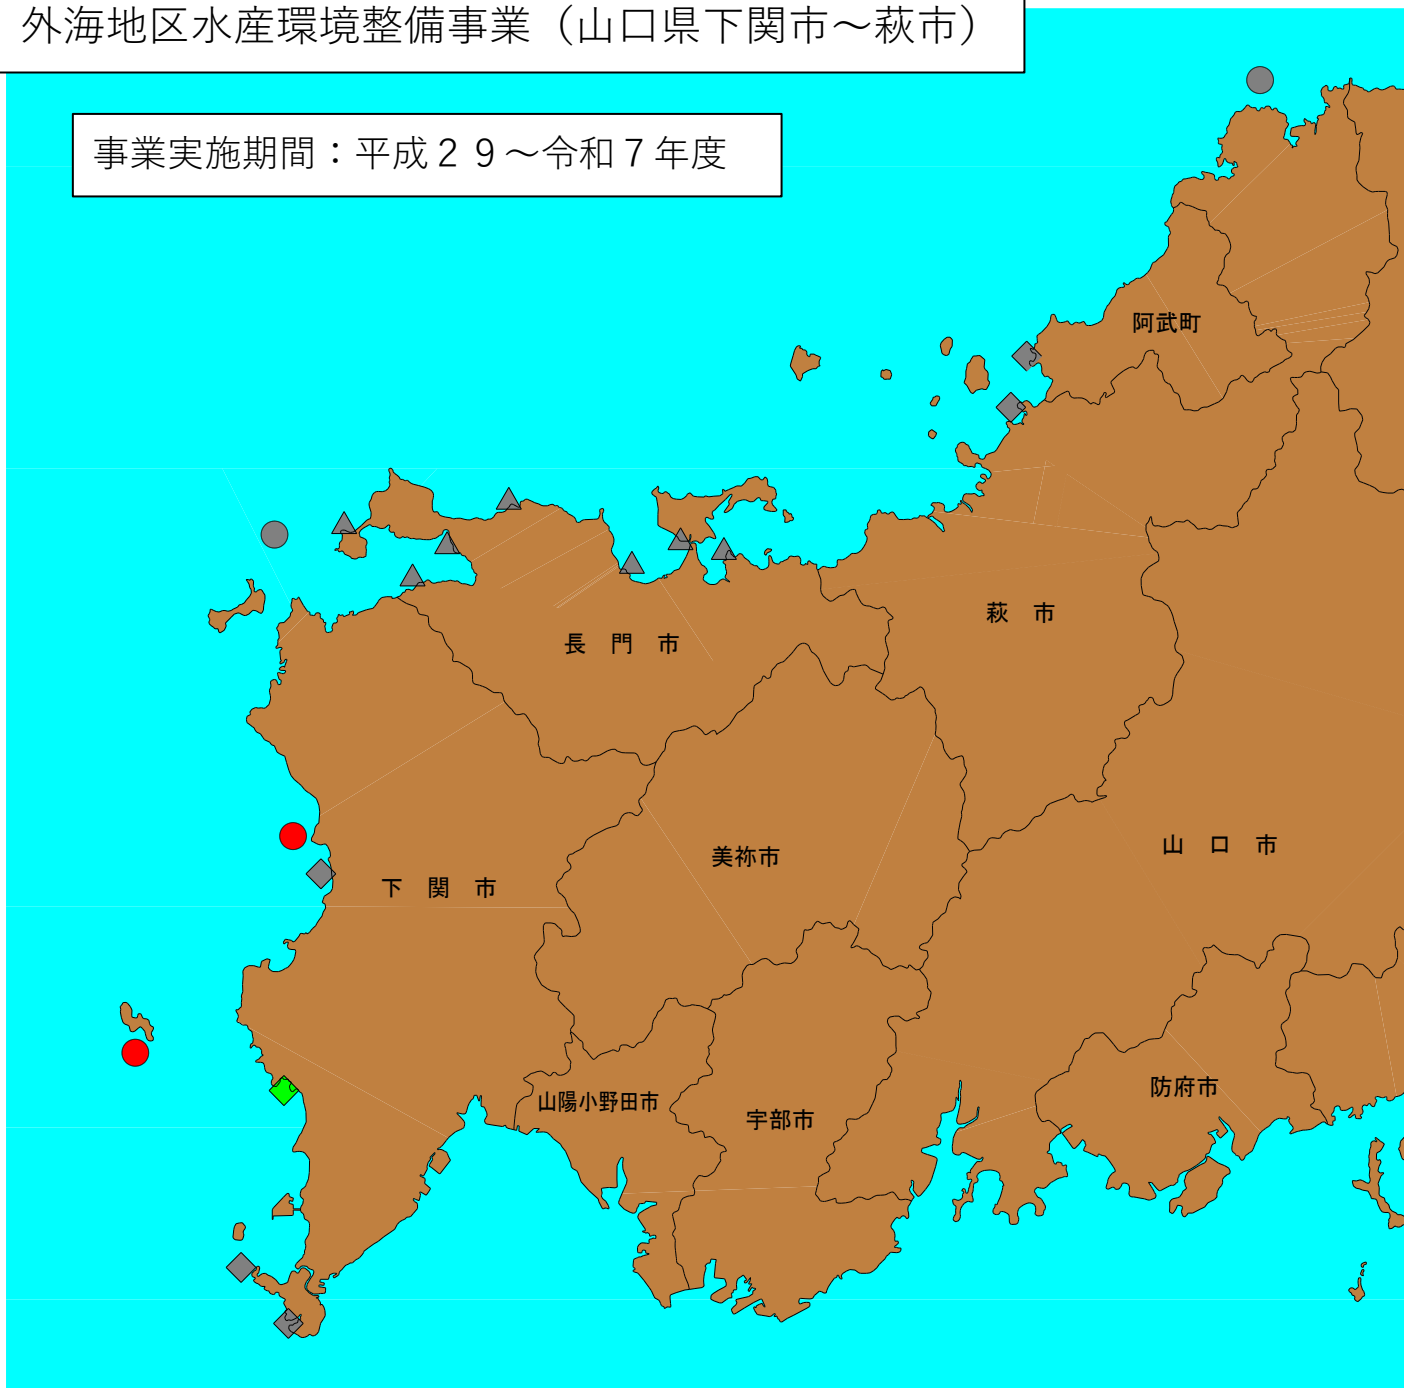 外海地区水産環境整備事業（山口県下関市～萩市）
事業実施期間：平成２９～令和７年度
阿武町
萩　市
長　門　市
美祢市
山　口　市
下　関　市
防府市
山陽小野田市
宇部市